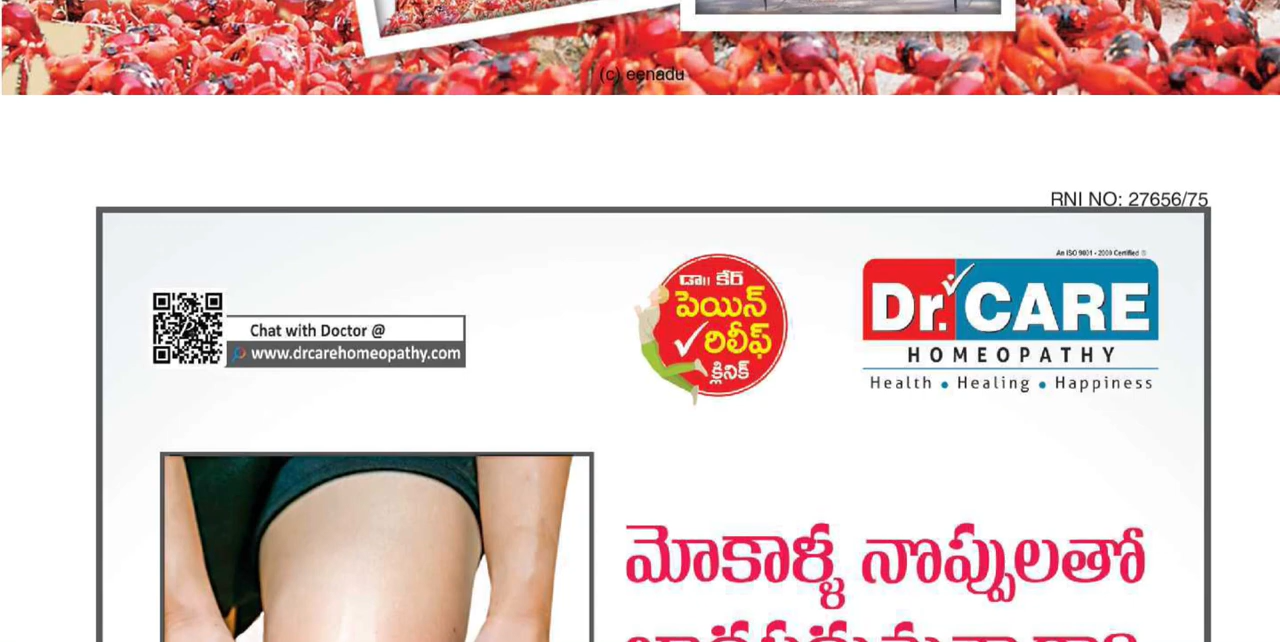 (c) eenadu
RNI NO: 27656/75
An ISO 9001 - 2008 Certified
Chat with Doctor @
www.drcarehomeopathy.com
డా|| కేర్
పెయిన్
రిలీఫ్
క్లినిక్
Dr. CARE
HOMEOPATHY
Health • Healing • Happiness
మోకాళ్ళ నొప్పులతో